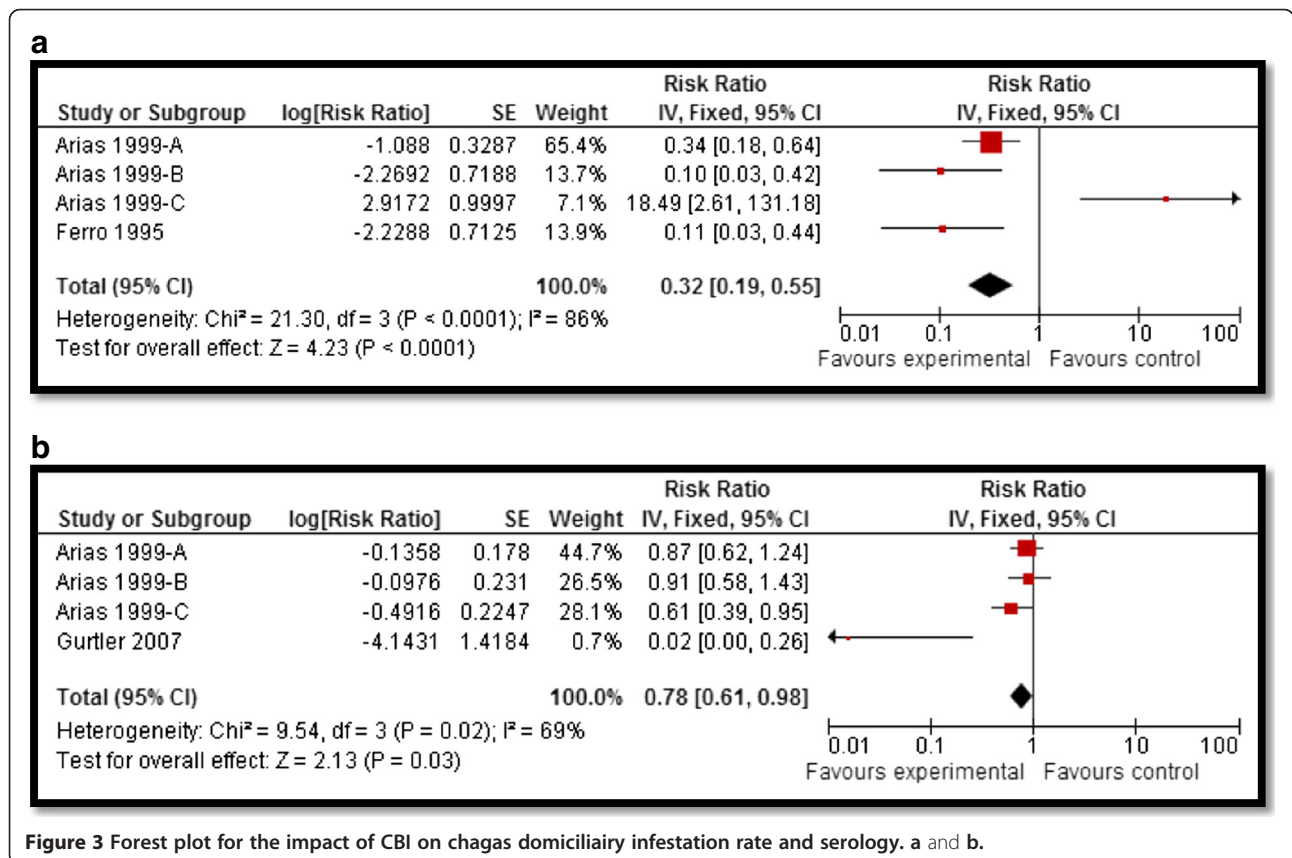 a
Risk Ratio Risk Ratio
Study or Subgroup log[Risk Ratio] SE Weight IV, Fixed, 95% CI IV, Fixed, 95% CI
Arias 1999-A -1.088 0.3287 65.4% 0.34 [0.18, 0.64]
Arias 1999-B -2.2692 0.7188 13.7% 0.10 [0.03, 0.42]
Arias 1999-C 2.9172 0.9997 7.1% 18.49 [2.61, 131.18]
Ferro 1995 -2.2288 0.7125 13.9% 0.11 [0.03, 0.44]
Total (95% CI) 100.0% 0.32 [0.19, 0.55]
Heterogeneity: Chi² = 21.30, df = 3 (P < 0.0001); I² = 86%
Test for overall effect: Z = 4.23 (P < 0.0001)
0.01 0.1 1 10 100
Favours experimental Favours control
b
Risk Ratio Risk Ratio
Study or Subgroup log[Risk Ratio] SE Weight IV, Fixed, 95% CI IV, Fixed, 95% CI
Arias 1999-A -0.1358 0.178 44.7% 0.87 [0.62, 1.24]
Arias 1999-B -0.0976 0.231 26.5% 0.91 [0.58, 1.43]
Arias 1999-C -0.4916 0.2247 28.1% 0.61 [0.39, 0.95]
Gurtler 2007 -4.1431 1.4184 0.7% 0.02 [0.00, 0.26]
Total (95% CI) 100.0% 0.78 [0.61, 0.98]
Heterogeneity: Chi² = 9.54, df = 3 (P = 0.02); I² = 69%
Test for overall effect: Z = 2.13 (P = 0.03)
0.01 0.1 1 10 100
Favours experimental Favours control
Figure 3 Forest plot for the impact of CBI on chagas domiciliairy infestation rate and serology. a and b.